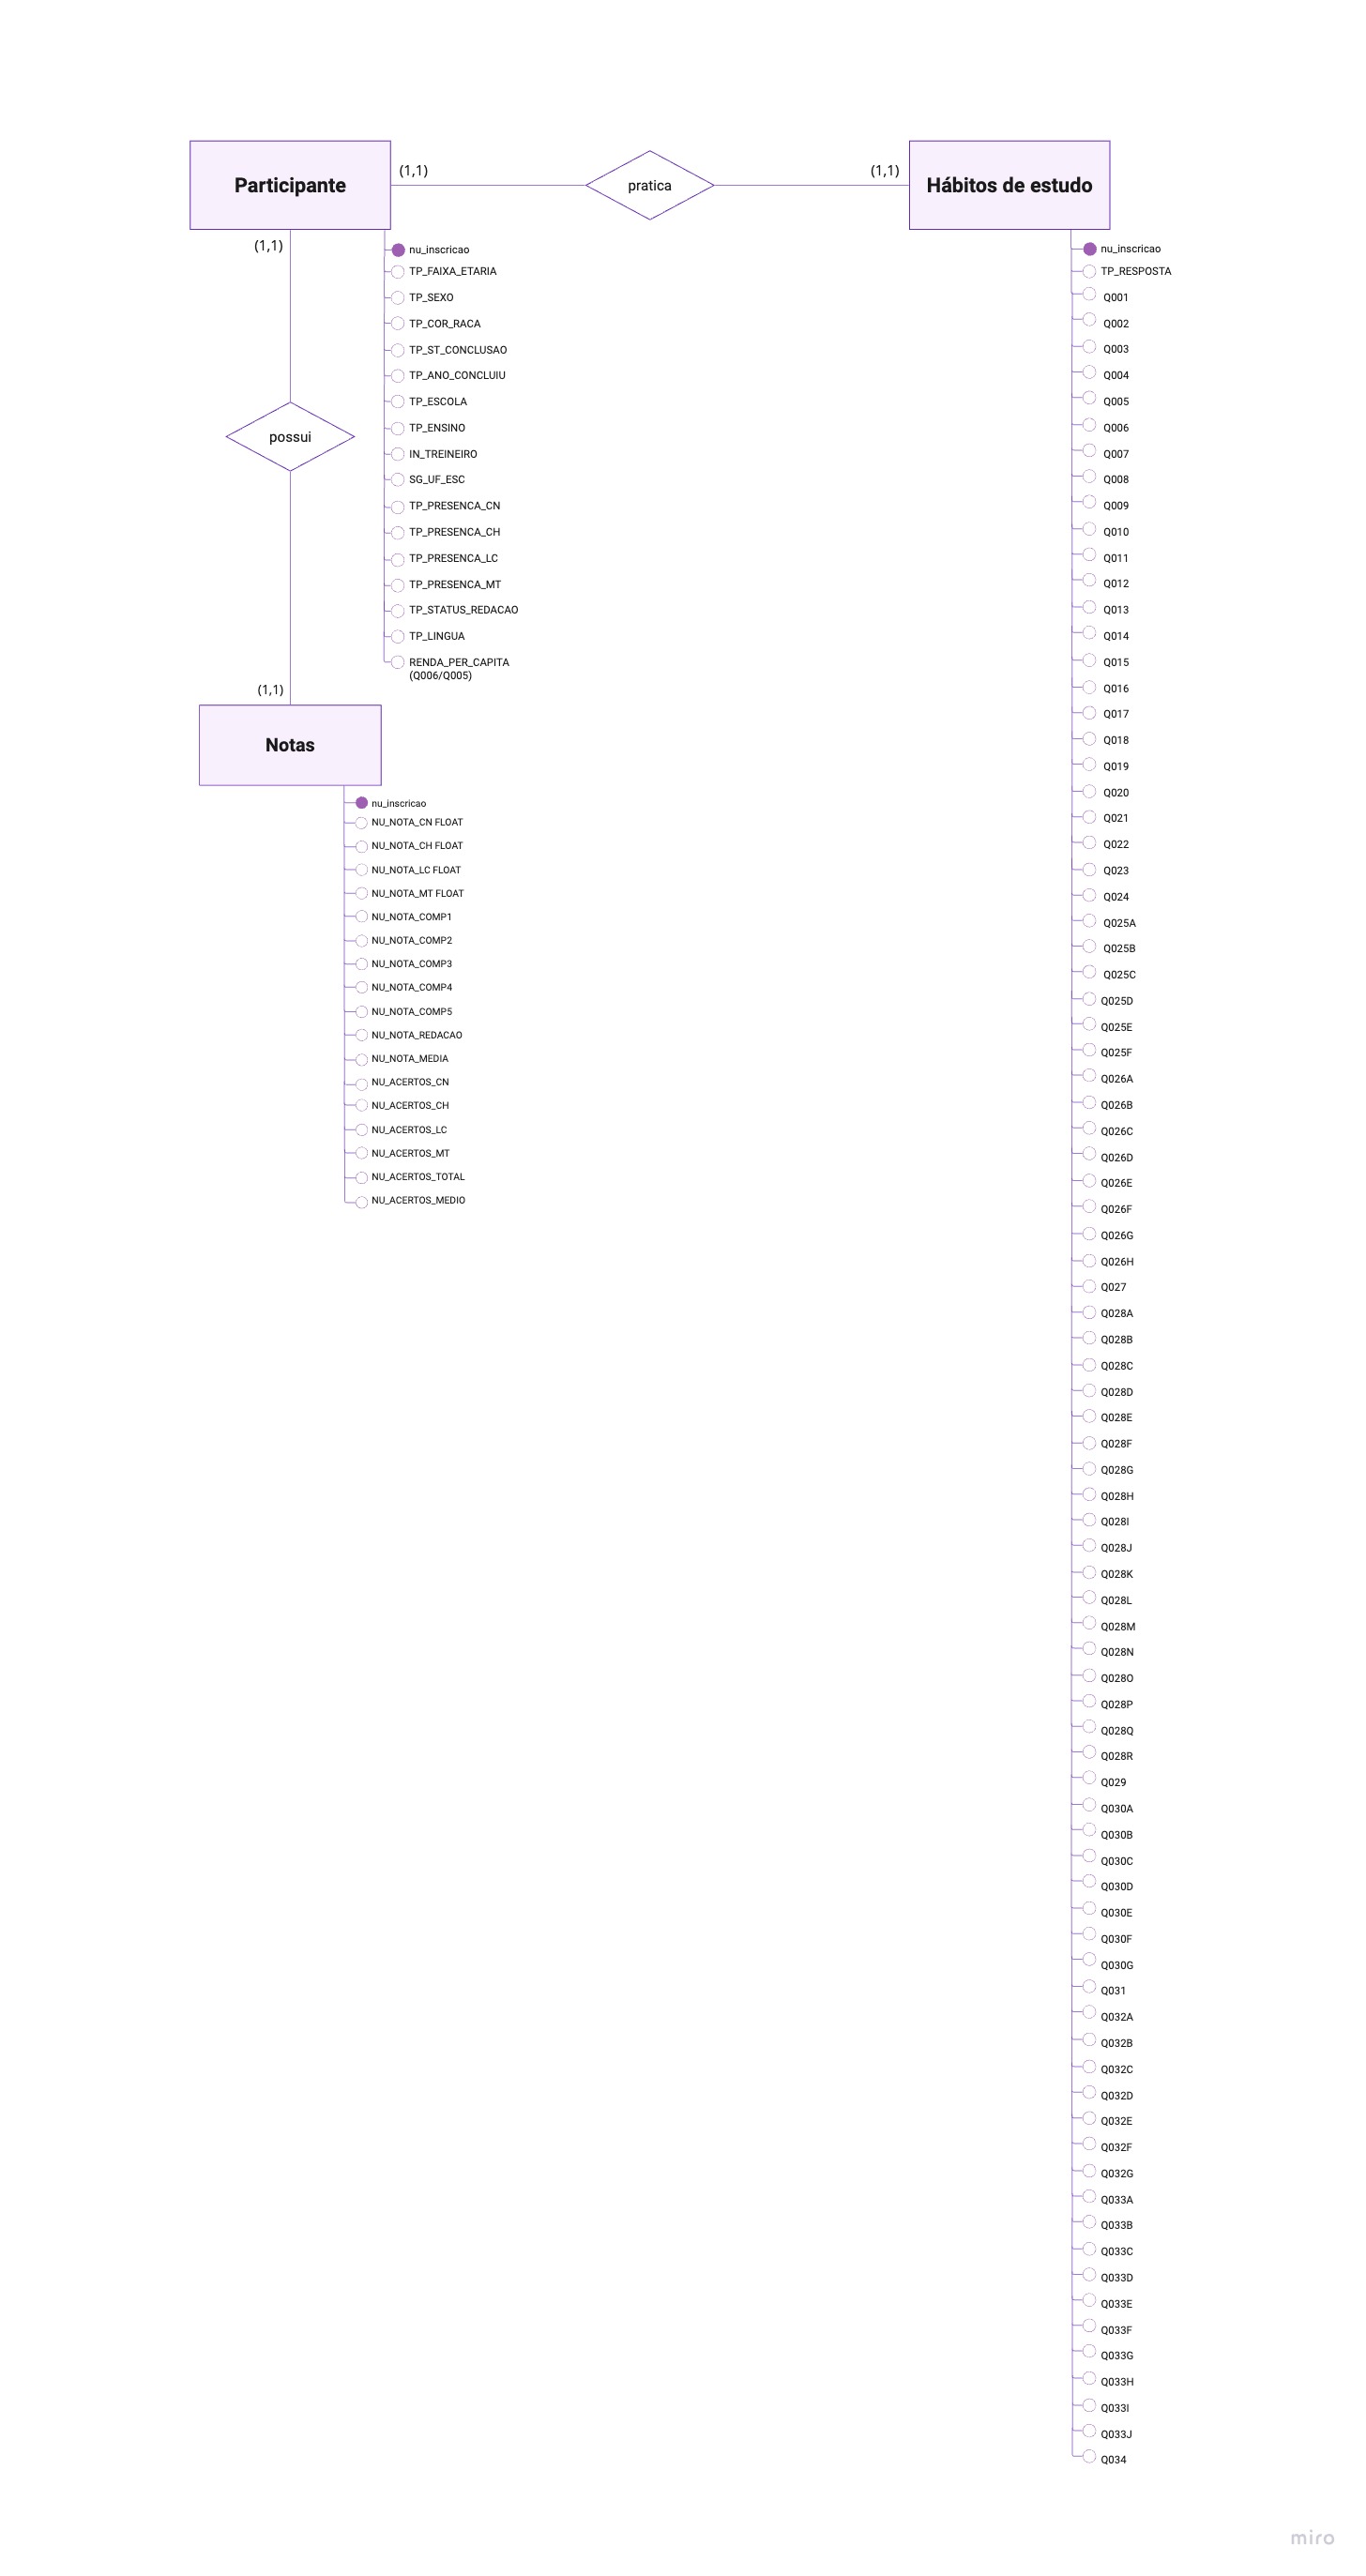 Participante
(1,1)
pratica
(1,1)
Hábitos de estudo
(1,1)
nu_inscricao
TP_FAIXA_ETARIA
TP_SEXO
TP_COR_RACA
TP_ST_CONCLUSAO
TP_ANO_CONCLUIU
TP_ESCOLA
TP_ENSINO
IN_TREINEIRO
SG_UF_ESC
TP_PRESENCA_CN
TP_PRESENCA_CH
TP_PRESENCA_LC
TP_PRESENCA_MT
TP_STATUS_REDACAO
TP_LINGUA
RENDA_PER_CAPITA
(Q006/Q005)
possui
(1,1)
Notas
nu_inscricao
NU_NOTA_CN FLOAT
NU_NOTA_CH FLOAT
NU_NOTA_LC FLOAT
NU_NOTA_MT FLOAT
NU_NOTA_COMP1
NU_NOTA_COMP2
NU_NOTA_COMP3
NU_NOTA_COMP4
NU_NOTA_COMP5
NU_NOTA_REDACAO
NU_NOTA_MEDIA
NU_ACERTOS_CN
NU_ACERTOS_CH
NU_ACERTOS_LC
NU_ACERTOS_MT
NU_ACERTOS_TOTAL
NU_ACERTOS_MEDIO
nu_inscricao
TP_RESPOSTA
Q001
Q002
Q003
Q004
Q005
Q006
Q007
Q008
Q009
Q010
Q011
Q012
Q013
Q014
Q015
Q016
Q017
Q018
Q019
Q020
Q021
Q022
Q023
Q024
Q025A
Q025B
Q025C
Q025D
Q025E
Q025F
Q026A
Q026B
Q026C
Q026D
Q026E
Q026F
Q026G
Q026H
Q027
Q028A
Q028B
Q028C
Q028D
Q028E
Q028F
Q028G
Q028H
Q028I
Q028J
Q028K
Q028L
Q028M
Q028N
Q028O
Q028P
Q028Q
Q028R
Q029
Q030A
Q030B
Q030C
Q030D
Q030E
Q030F
Q030G
Q031
Q032A
Q032B
Q032C
Q032D
Q032E
Q032F
Q032G
Q033A
Q033B
Q033C
Q033D
Q033E
Q033F
Q033G
Q033H
Q033I
Q033J
Q034
miro